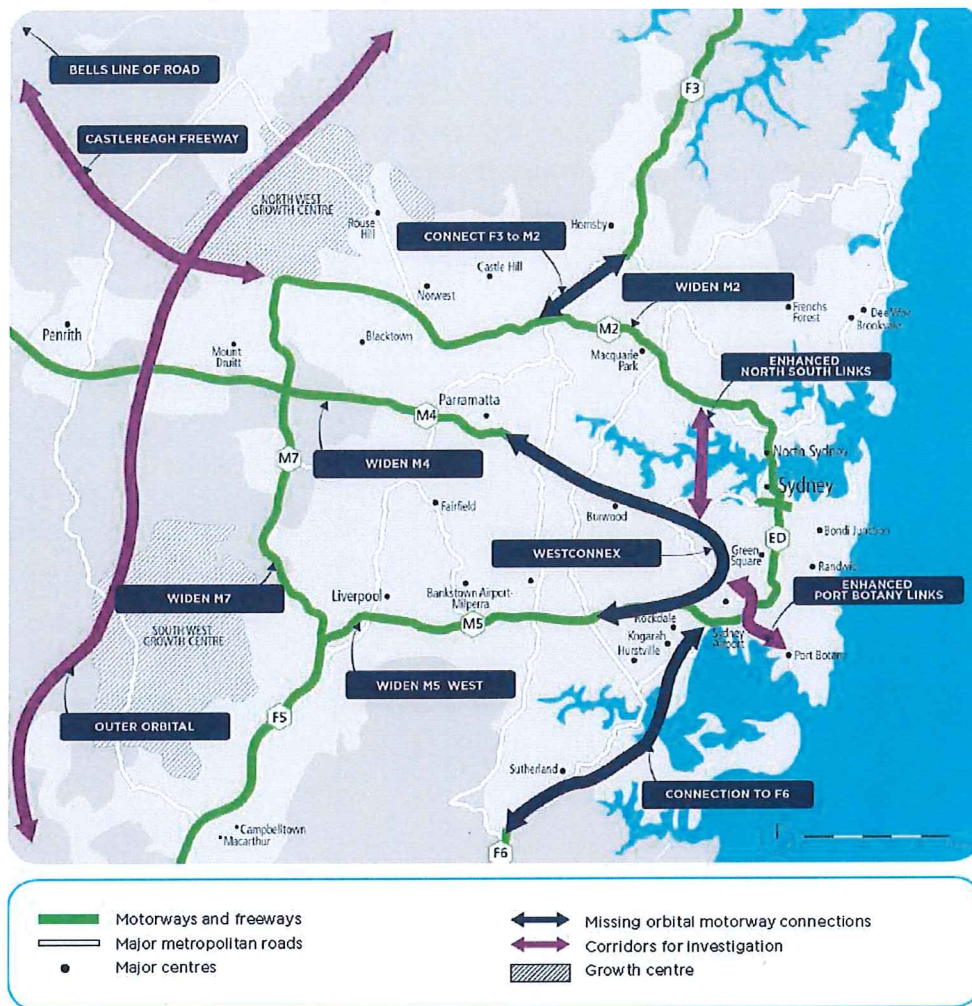 BELLS LINE OF ROAD
CASTLEREAGH FREEWAY
F3
NORTH WEST
GROWTH CENTRE
Rouse
Hill
Hornsby
CONNECT F3 to M2
Castle Hill
Norwest
WIDEN M2
Frenchs
Forest
Dee Why
Brookvale
Penrith
Mount
Druitt
Blacktown
M2
Macquarie
Park
ENHANCED
NORTH SOUTH LINKS
Parramatta
M4
M7
WIDEN M4
North Sydney
Sydney
Fairfield
Burwood
WESTCONNEX
Green
Square
ED
Bondi Junction
Randwic
WIDEN M7
Liverpool
Bankstown Airport-
Milperra
M5
ENHANCED
PORT BOTANY LINKS
Rockdale
Kogarah
Hurstville
Sydney
Airport
Port Botany
SOUTH WEST
GROWTH CENTRE
WIDEN M5 WEST
OUTER ORBITAL
F5
Sutherland
CONNECTION TO F6
Campbelltown
Macarthur
F6
Motorways and freeways
Major metropolitan roads
Major centres
Missing orbital motorway connections
Corridors for investigation
Growth centre